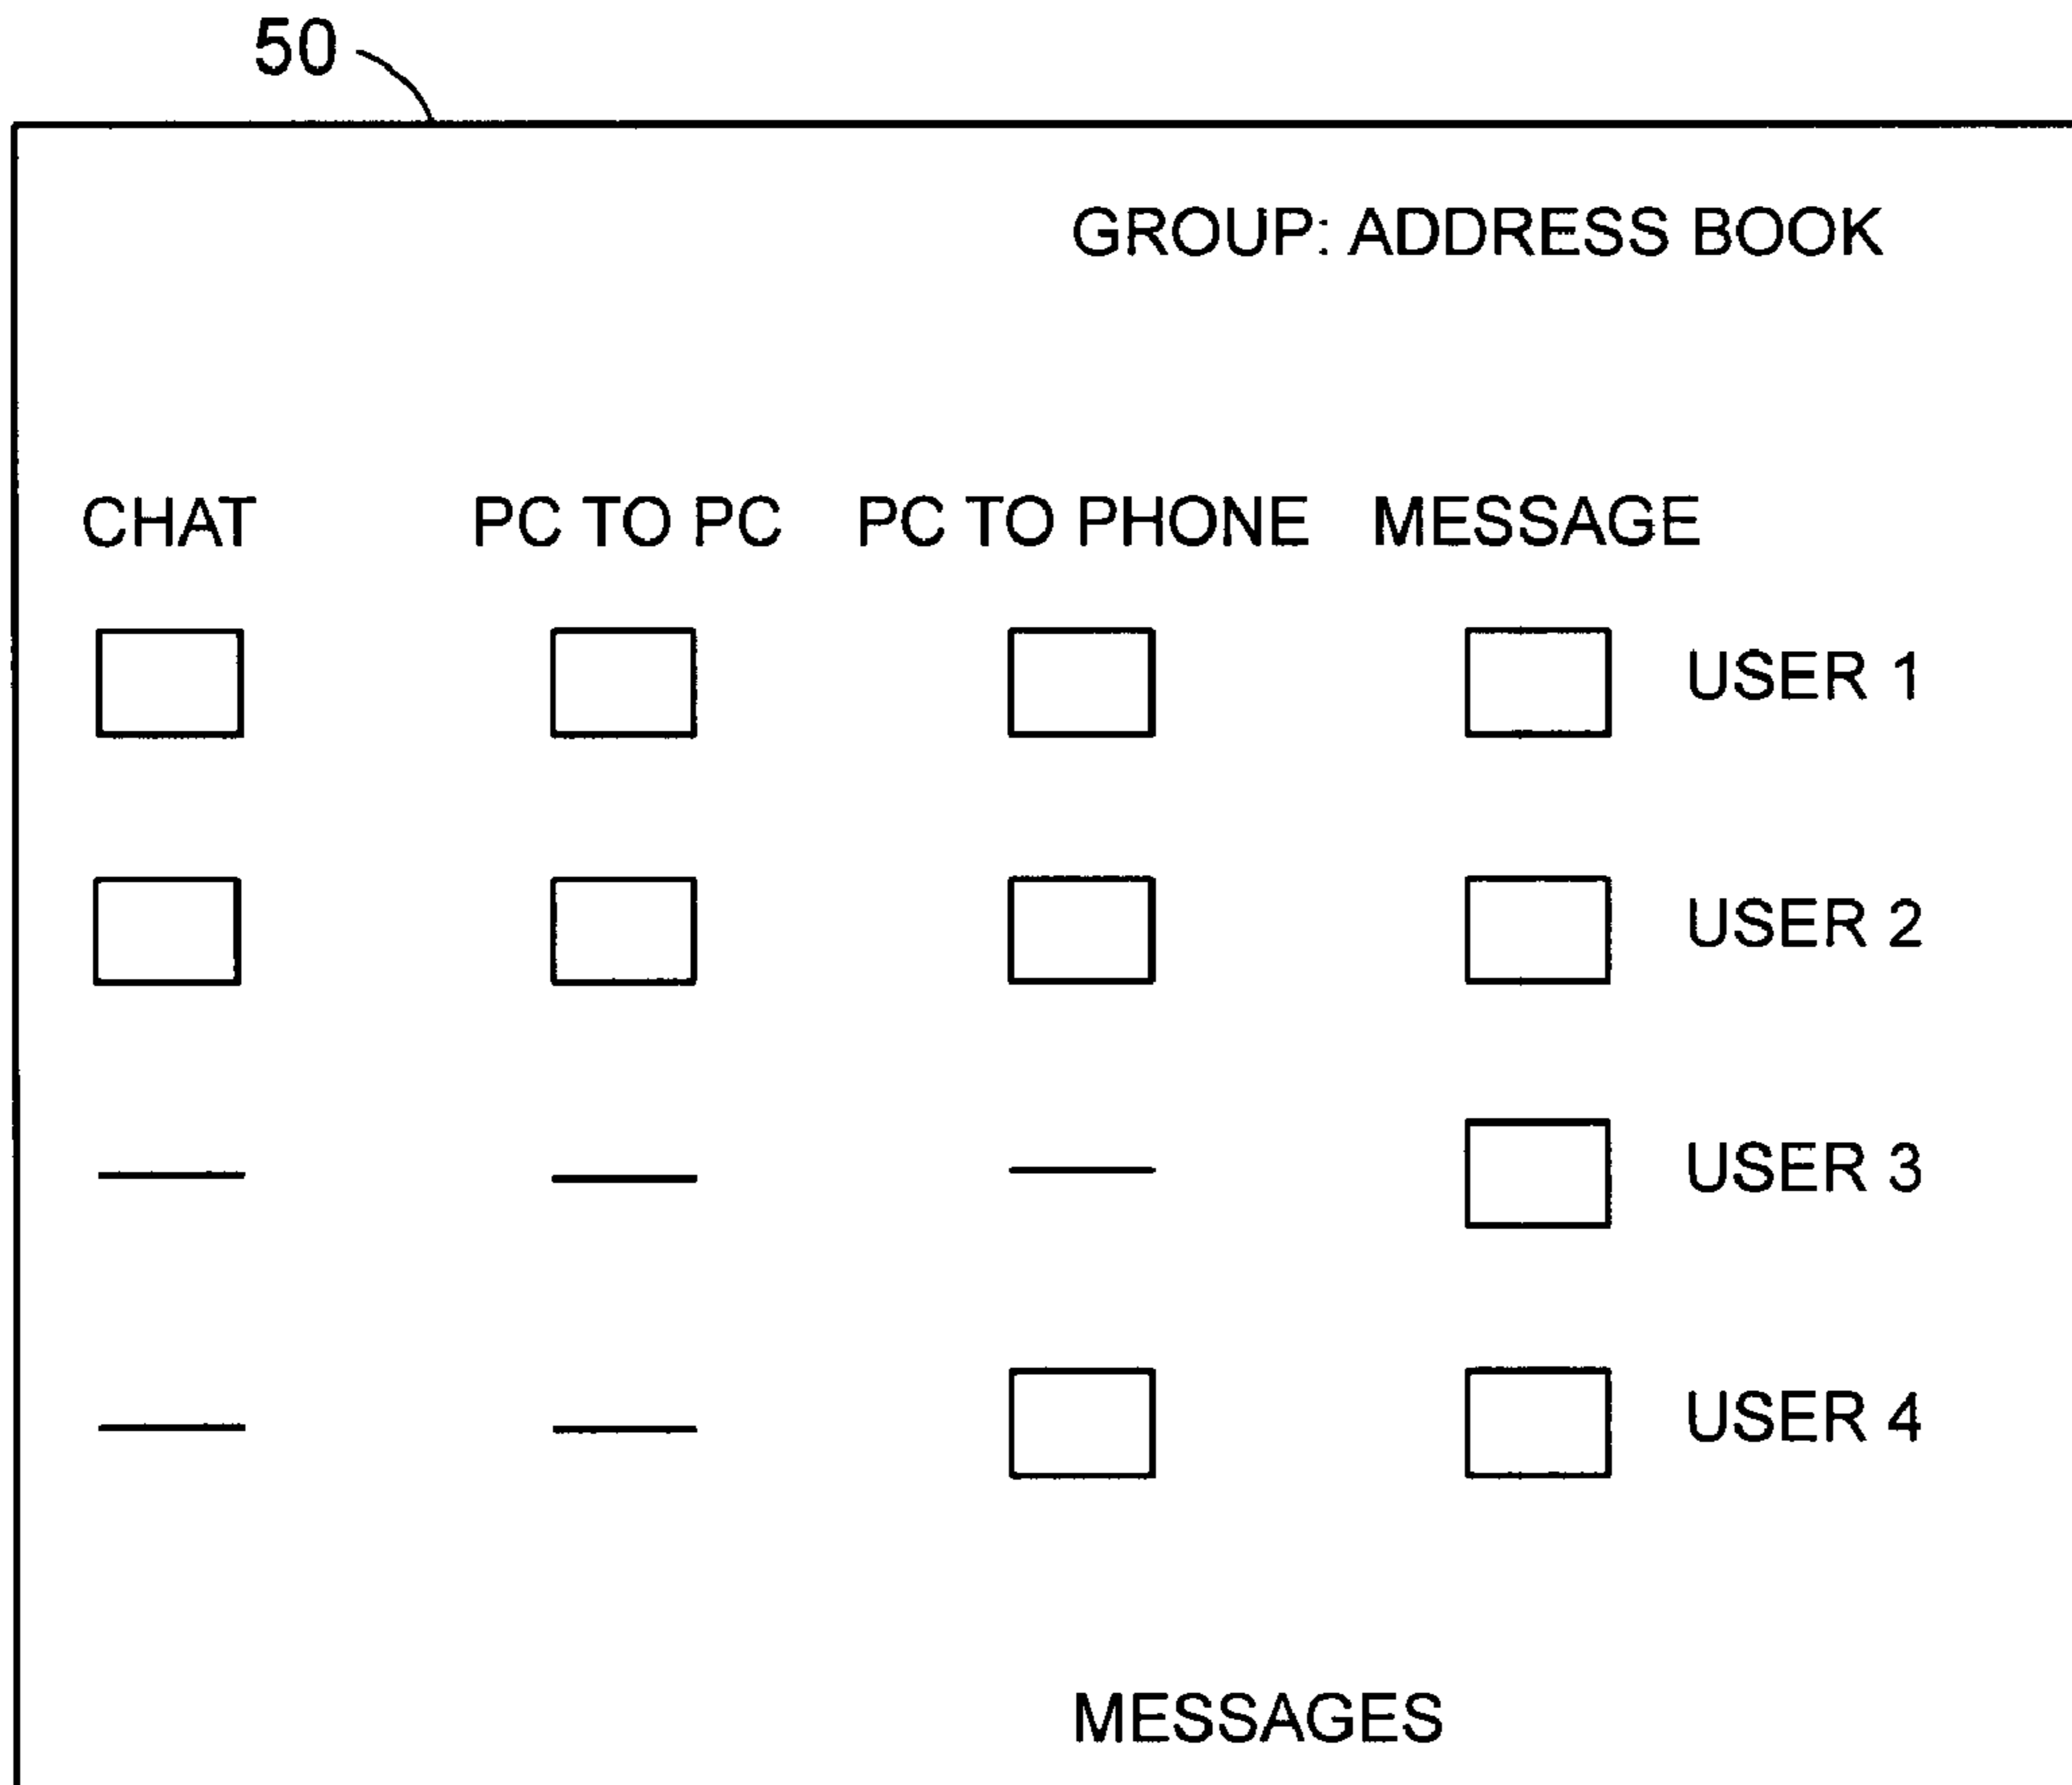 50
GROUP: ADDRESS BOOK
CHAT PC TO PC PC TO PHONE MESSAGE
USER 1
USER 2
USER 3
USER 4
MESSAGES